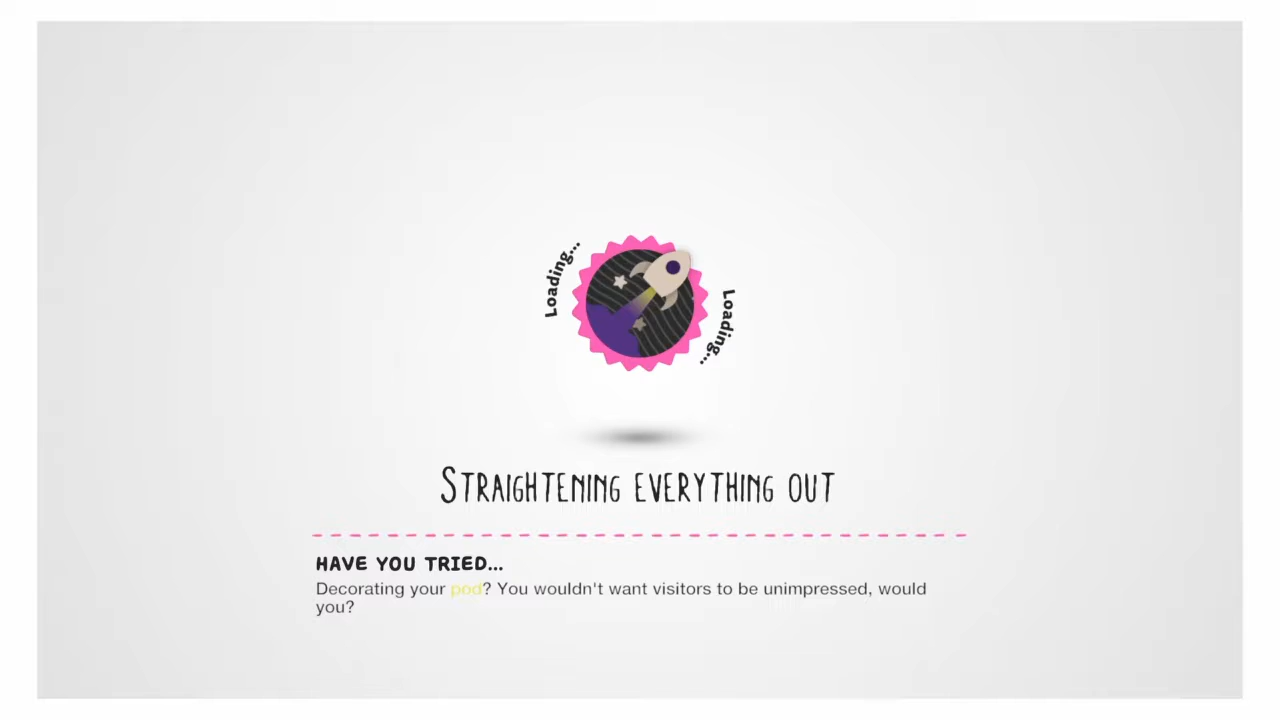 Loading...
Loading...
Straightening everything out
HAVE YOU TRIED...
Decorating your pod? You wouldn't want visitors to be unimpressed, would
you?